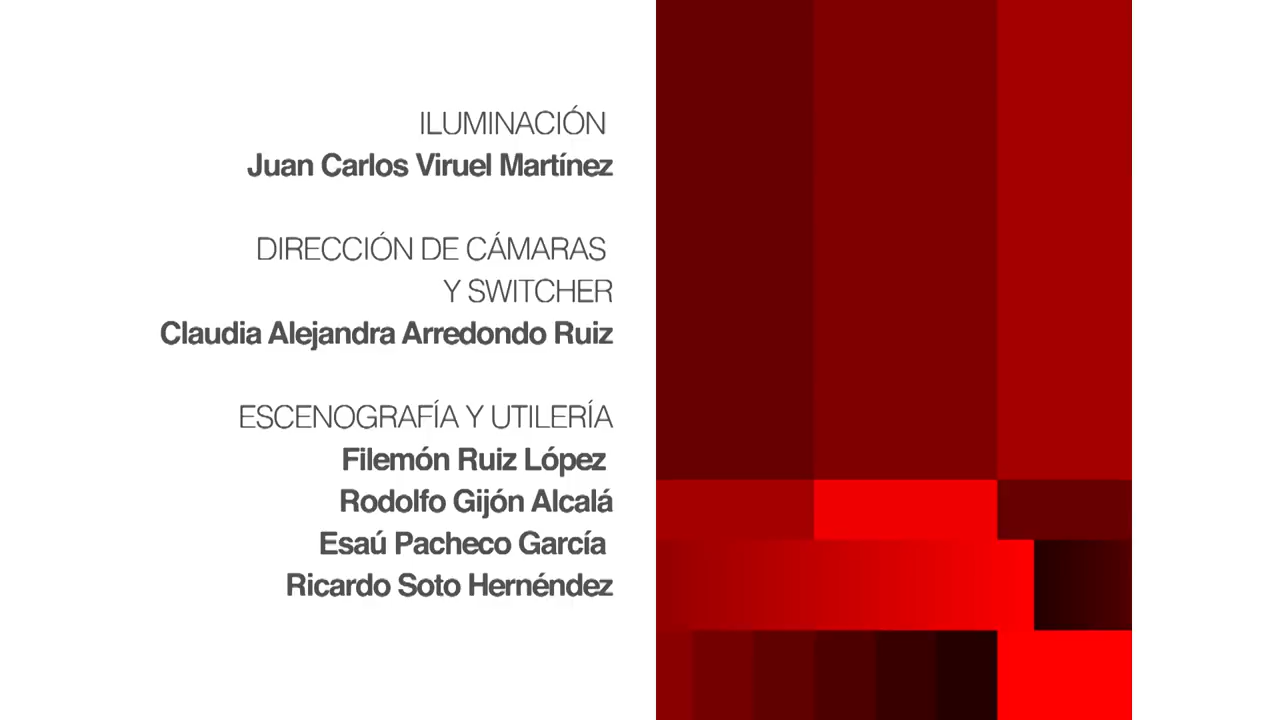 ILUMINACIÓN
Juan Carlos Viruel Martínez
DIRECCIÓN DE CÁMARAS
Y SWITCHER
Claudia Alejandra Arredondo Ruiz
ESCENOGRAFÍA Y UTILERÍA
Filemón Ruiz López
Rodolfo Gijón Alcalá
Esaú Pacheco García
Ricardo Soto Hernéndez